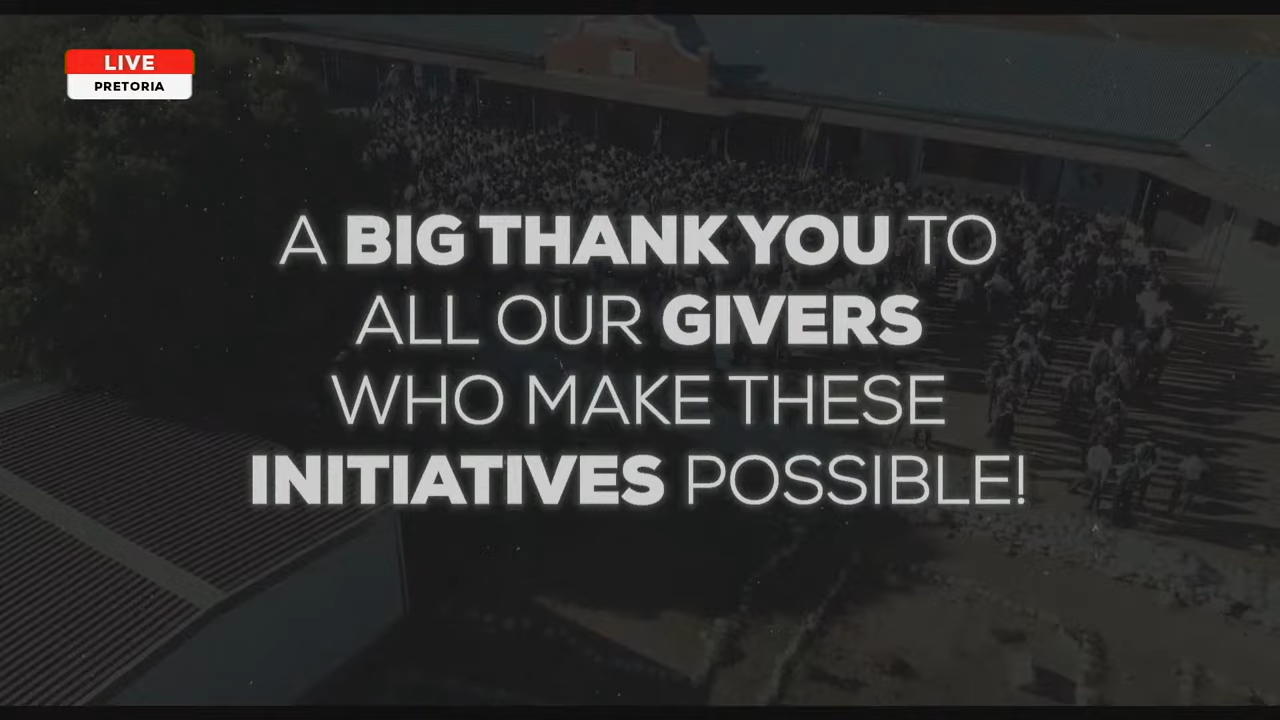 LIVE
PRETORIA
A BIG THANK YOU TO
ALL OUR GIVERS
WHO MAKE THESE
INITIATIVES POSSIBLE!